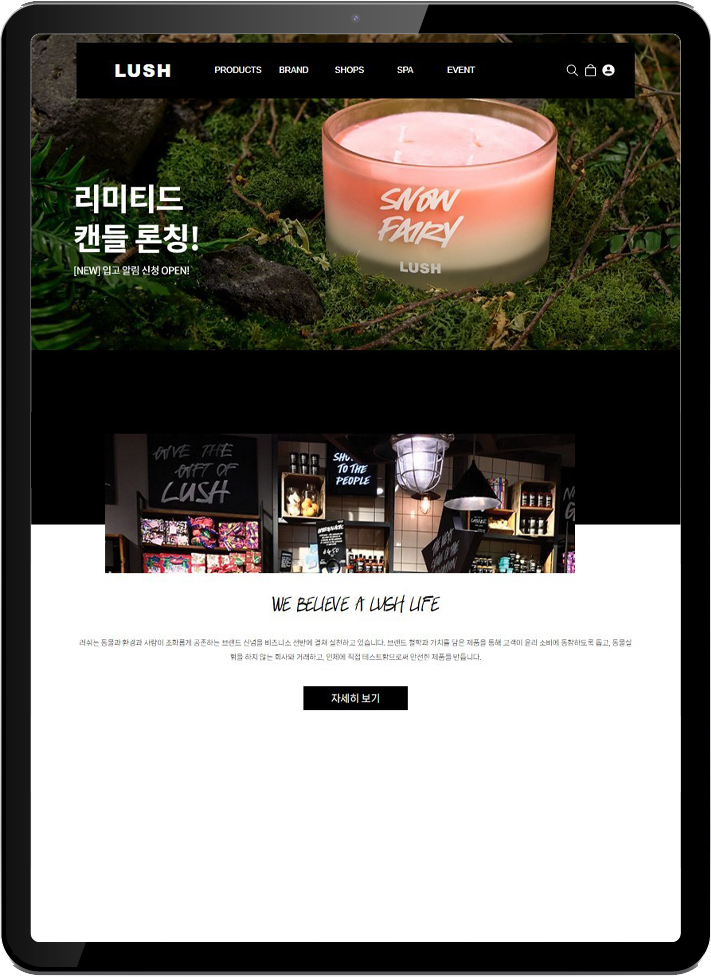 LUSH PRODUCTS BRAND SHOPS SPA EVENT
리미티드
캔들 론칭!
[NEW] 입고 알림 신청 OPEN!
SNOW
FAIRY
LUSH
GIVE THE
GIFT OF
LUSH
TO THE
PEOPLE
WE BELIEVE A LUSH LIFE
러쉬는 동물과 환경과 사람이 조화롭게 공존하는 브랜드 신념을 비즈니스 전반에 걸쳐 실천하고 있습니다. 브랜드 철학과 가치를 담은 제품을 통해 고객이 윤리 소비에 동참하도록 돕고, 동물실
험을 하지 않는 회사와 거래하고, 인체에 직접 테스트함으로써 안전한 제품을 만듭니다.
자세히 보기